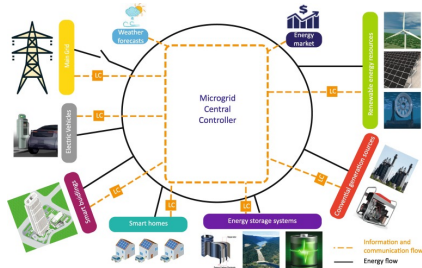 Weather
forecasts
Energy
market
Main Grid
LC
Electric Vehicles
LC
Smart buildings
LC
Smart homes
LC
Energy storage systems
LC
Convential generation sources
LC
Renewable energy resources
LC
Microgrid
Central
Controller
Information and
communication flow
Energy flow